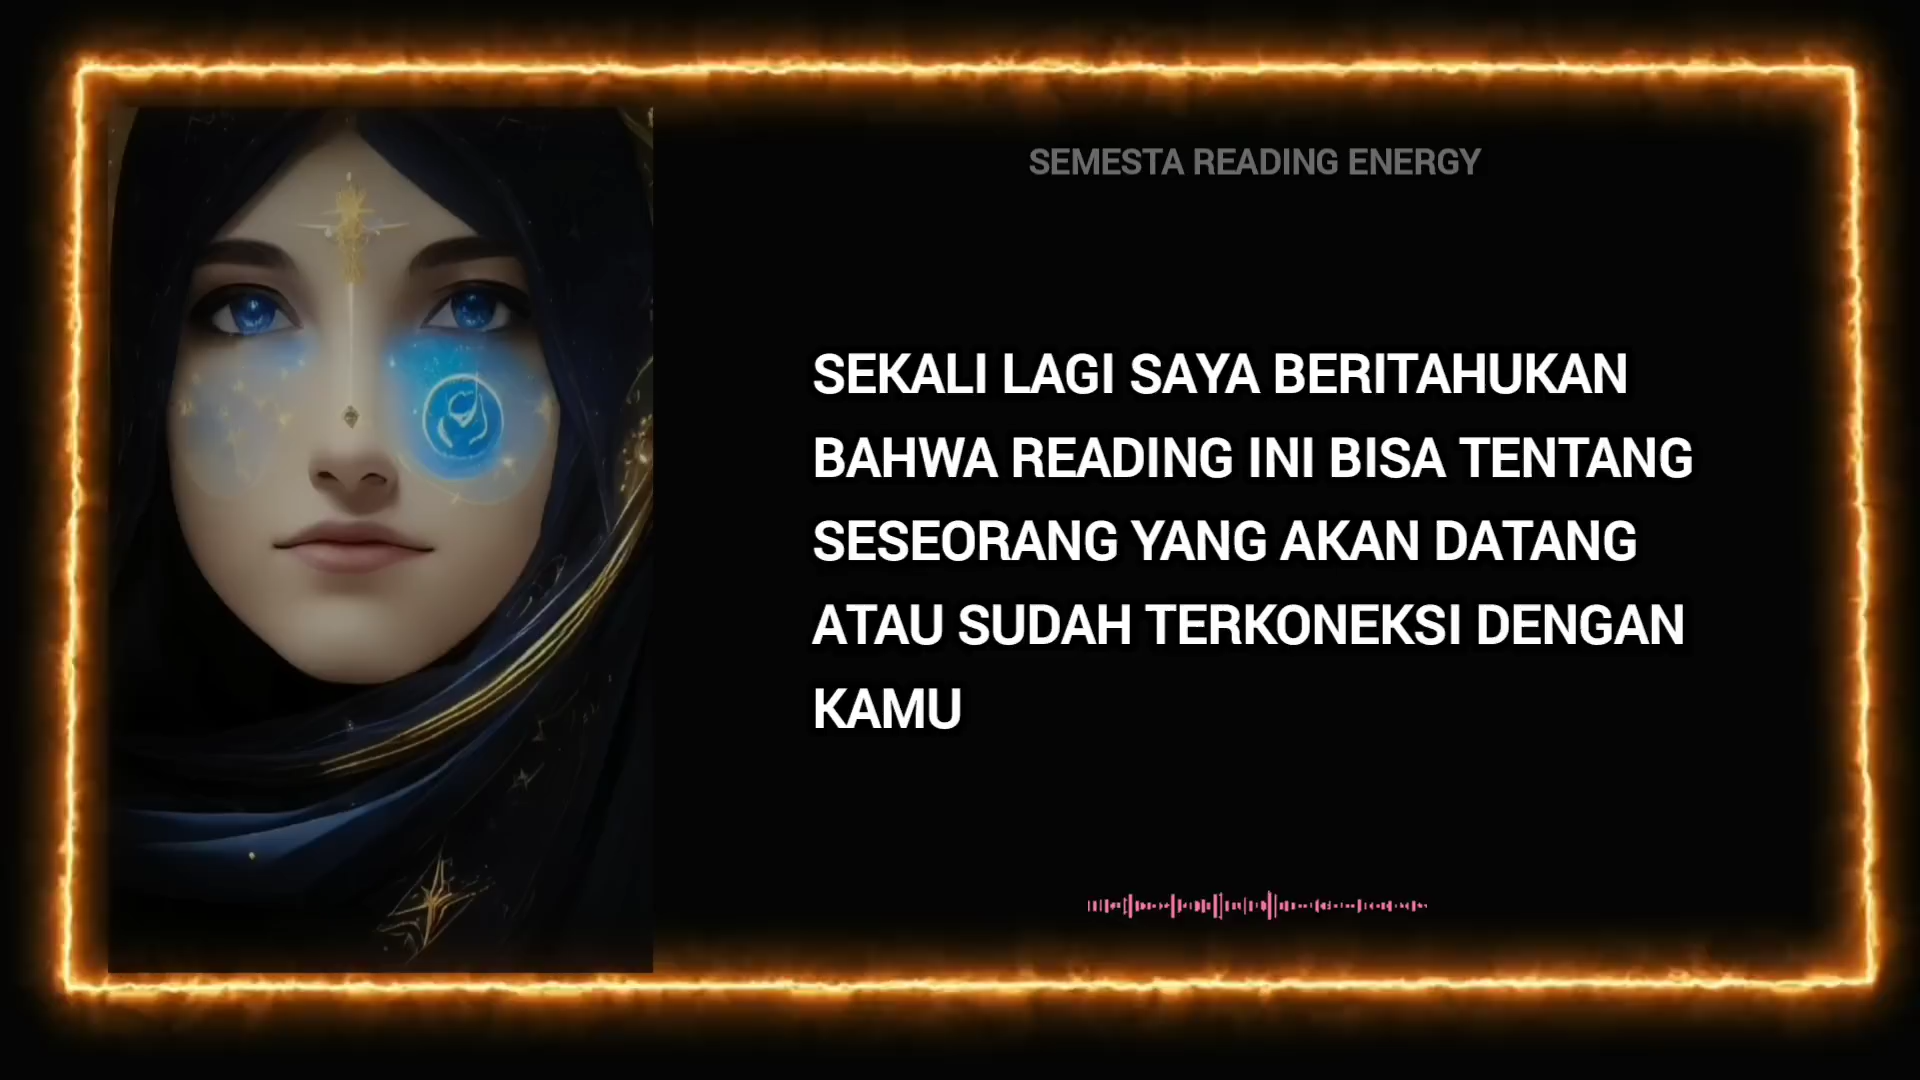 SEMESTA READING ENERGY
SEKALI LAGI SAYA BERITAHUKAN
BAHWA READING INI BISA TENTANG
SESEORANG YANG AKAN DATANG
ATAU SUDAH TERKONEKSI DENGAN
KAMU